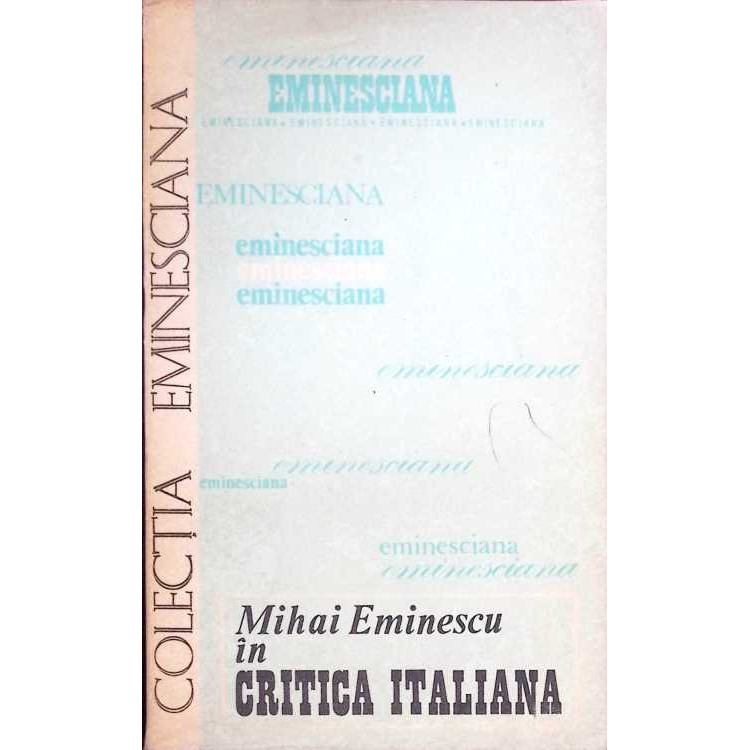 COLECȚIA EMINESCIANA
eminesciana
EMINESCIANA
EMINESCIANA ★ EMINESCIANA ★ EMINESCIANA ★ EMINESCIANA
EMINESCIANA
eminesciana
eminesciana
eminesciana
eminesciana
eminesciana
eminesciana
eminesciana
eminesciana
Mihai Eminescu
în
CRITICA ITALIANA